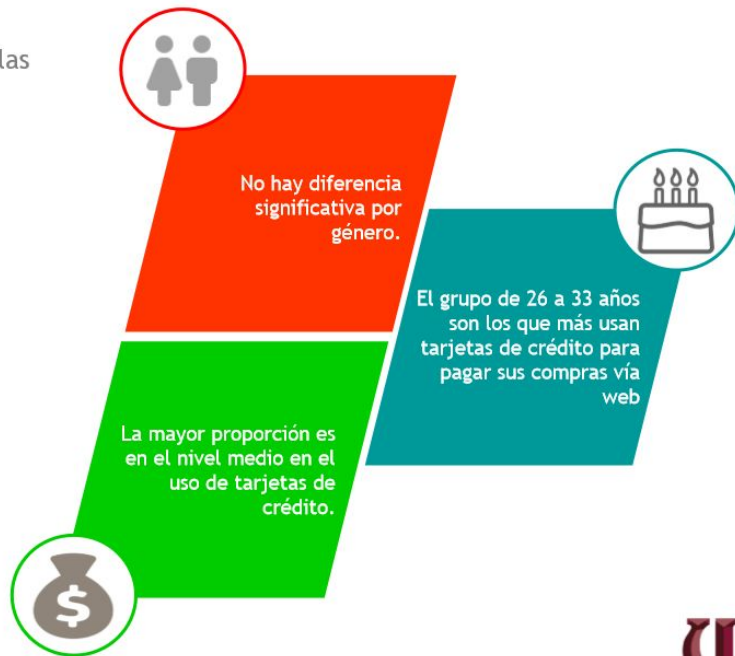 las
No hay diferencia
significativa por
género.
El grupo de 26 a 33 años
son los que más usan
tarjetas de crédito para
pagar sus compras vía
web
La mayor proporción es
en el nivel medio en el
uso de tarjetas de
crédito.
$